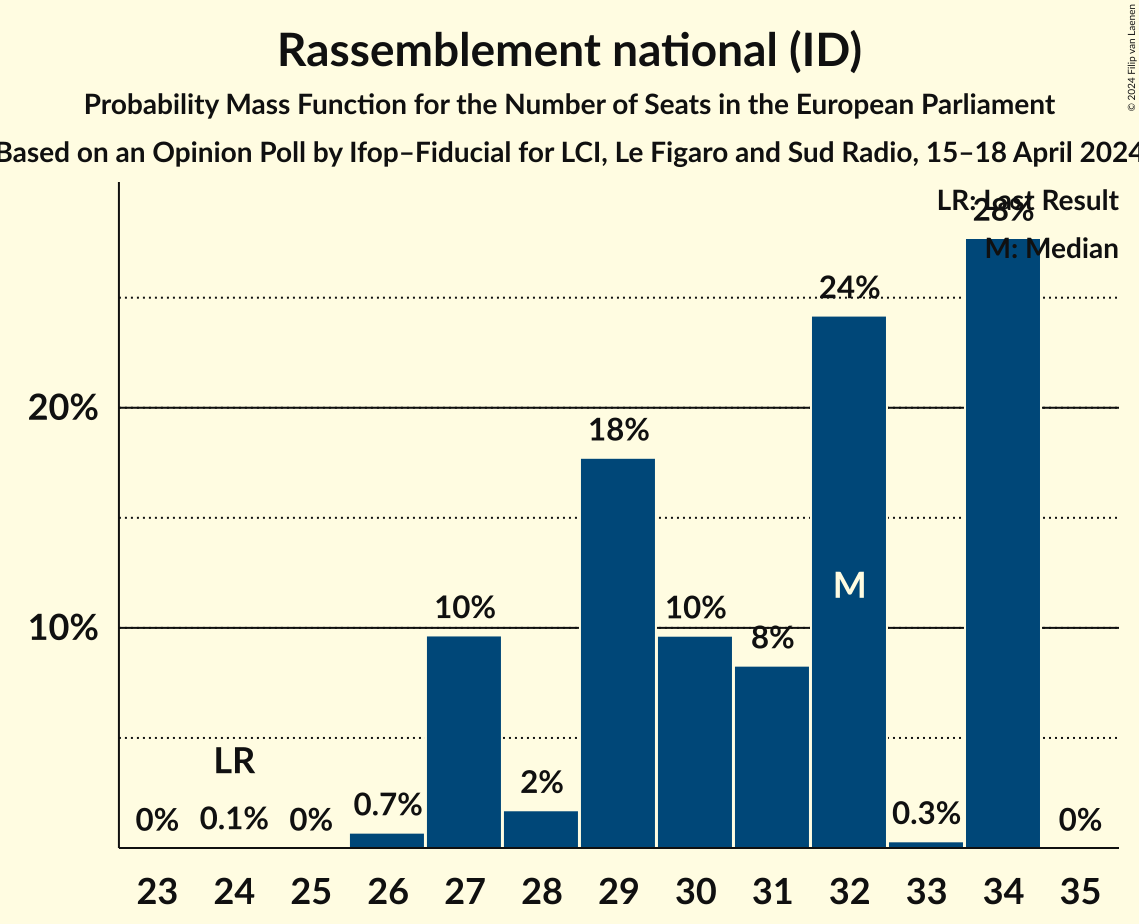 Rassemblement national (ID)
Probability Mass Function for the Number of Seats in the European Parliament
Based on an Opinion Poll by Ifop–Fiducial for LCI, Le Figaro and Sud Radio, 15–18 April 2024
© 2024 Filip van Laenen
LR: Last Result
M: Median
28%
24%
20%
18%
M
10%
10%
10%
8%
LR
2%
0.7%
0.3%
0%
0.1%
0%
0%
23 24 25 26 27 28 29 30 31 32 33 34 35